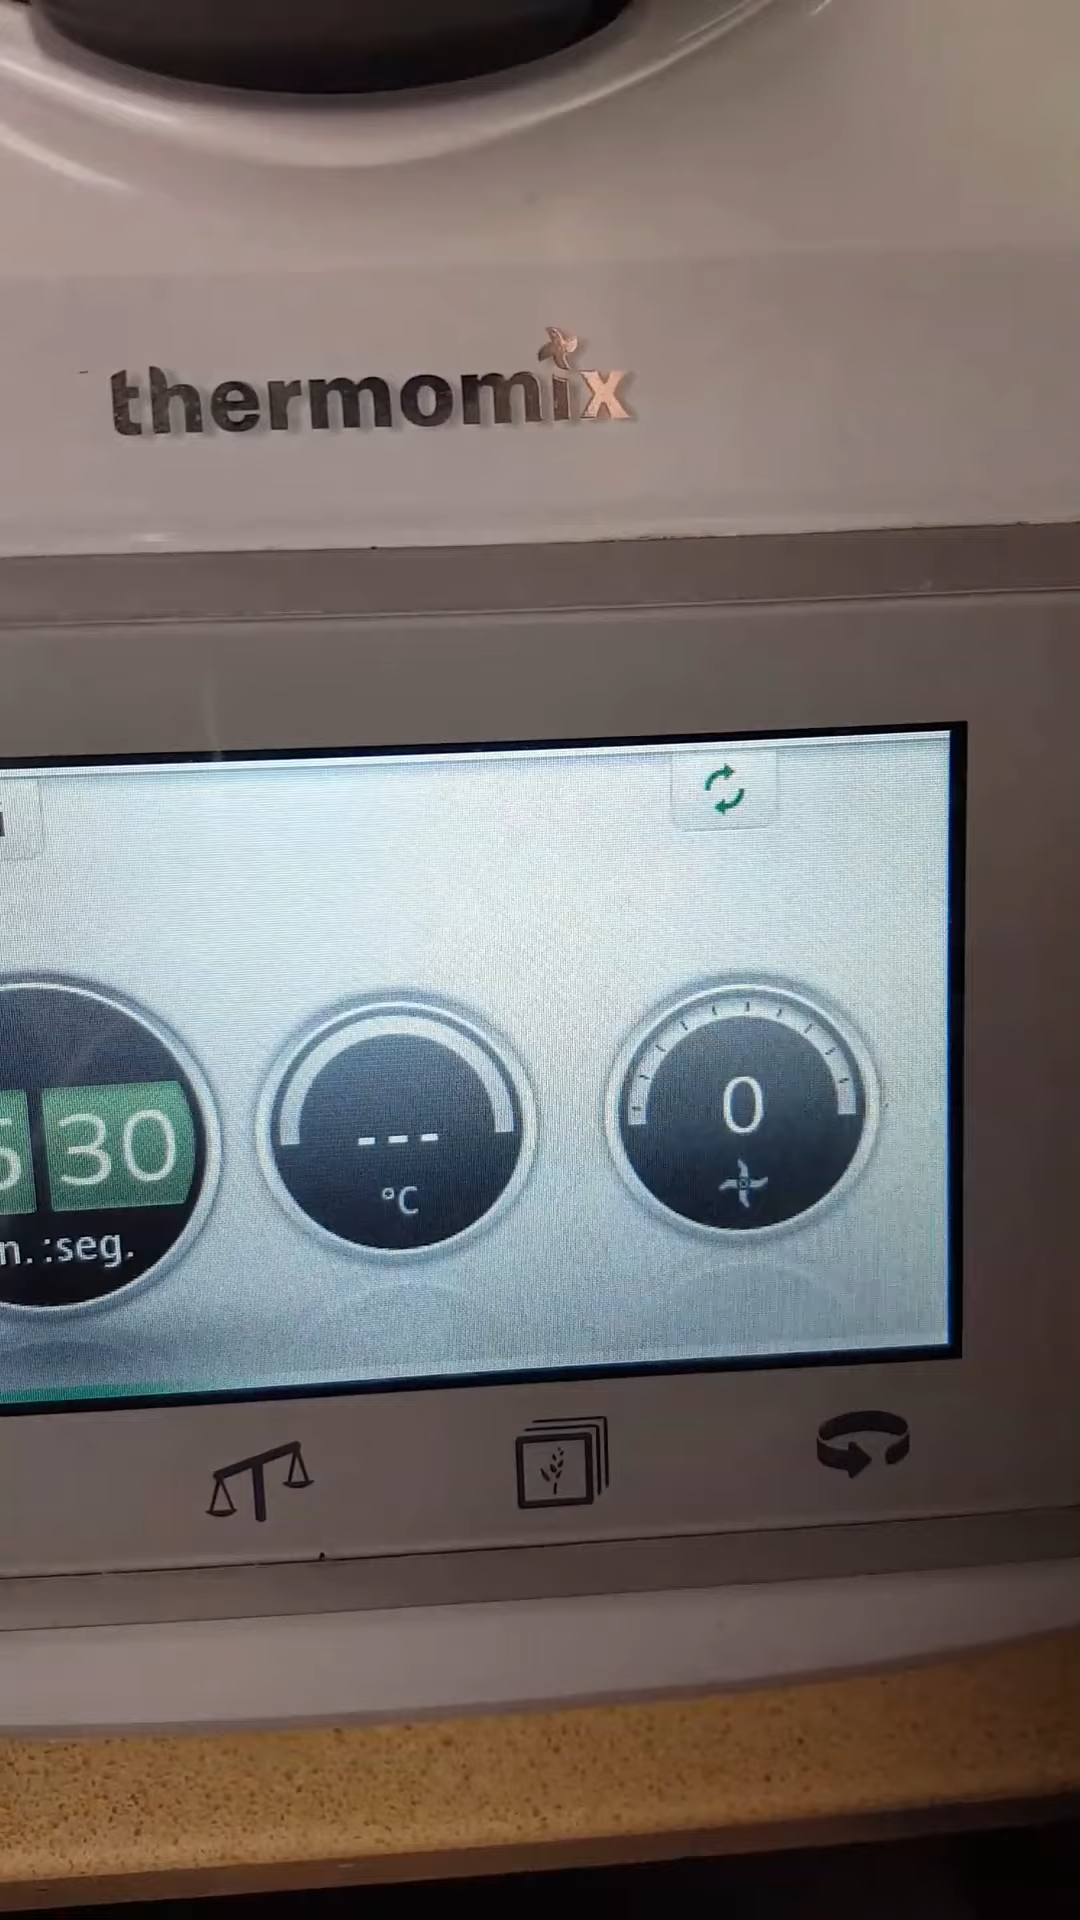 thermomix
30
---
°C
0
:seg.